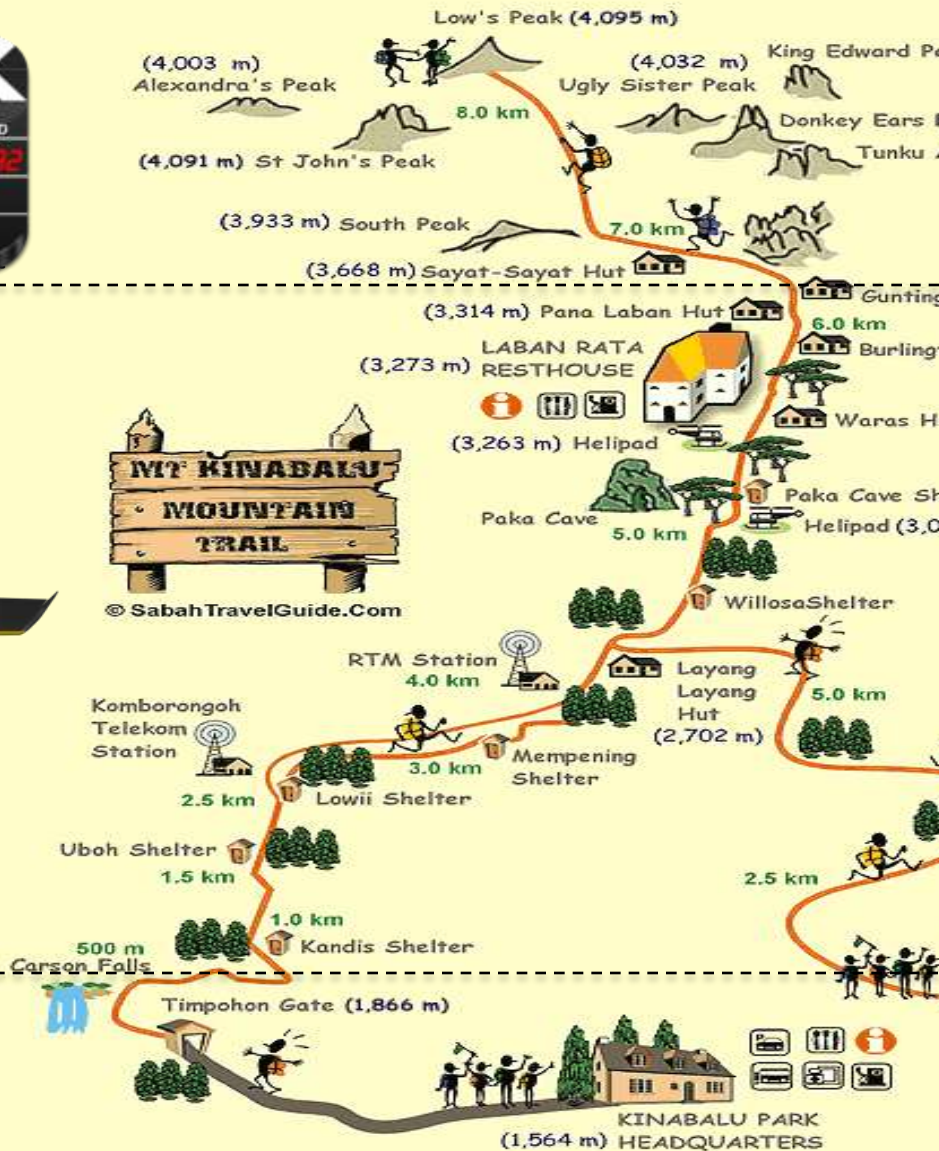 Low's Peak (4,095 m)
(4,003 m)
Alexandra's Peak
(4,032 m)
Ugly Sister Peak
King Edward
8.0 km
Donkey Ears
(4,091 m) St John's Peak
Tunku
92
(3,933 m) South Peak
7.0 km
(3,668 m) Sayat-Sayat Hut
(3,314 m) Pana Laban Hut
6.0 km
LABAN RATA
(3,273 m) RESTHOUSE
Waras
(3,263 m) Helipad
MT KINABALU
MOUNTAIN
TRAIL
Paka Cave
Paka Cave
Helipad
5.0 km
© SabahTravelGuide.Com
WillosaShelter
RTM Station
4.0 km
Layang
Layang
Hut
(2,702 m)
5.0 km
Komborongoh
Telekom
Station
3.0 km
Mempening
Shelter
2.5 km
Lowii Shelter
Uboh Shelter
1.5 km
2.5 km
1.0 km
Kandis Shelter
500 m
Carson Falls
Timpohon Gate (1,866 m)
KINABALU PARK
(1,564 m) HEADQUARTERS